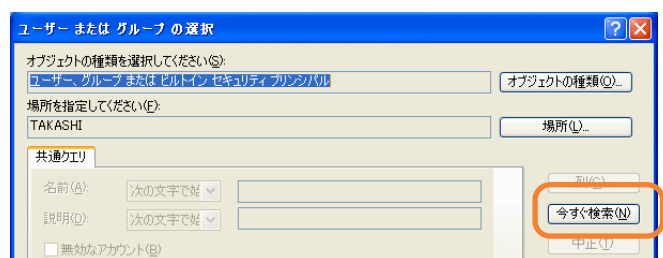 ユーザー または グループ の選択
オブジェクトの種類を選択してください(S):
ユーザー、グループ または ビルトイン セキュリティ プリンシパル
オブジェクトの種類(O)...
場所を指定してください(F):
TAKASHI
場所(L)...
共通クエリ
名前(A):
次の文字で始
列(C)...
今すぐ検索(N)
説明(D):
次の文字で始
中止(T)
無効なアカウント(B)